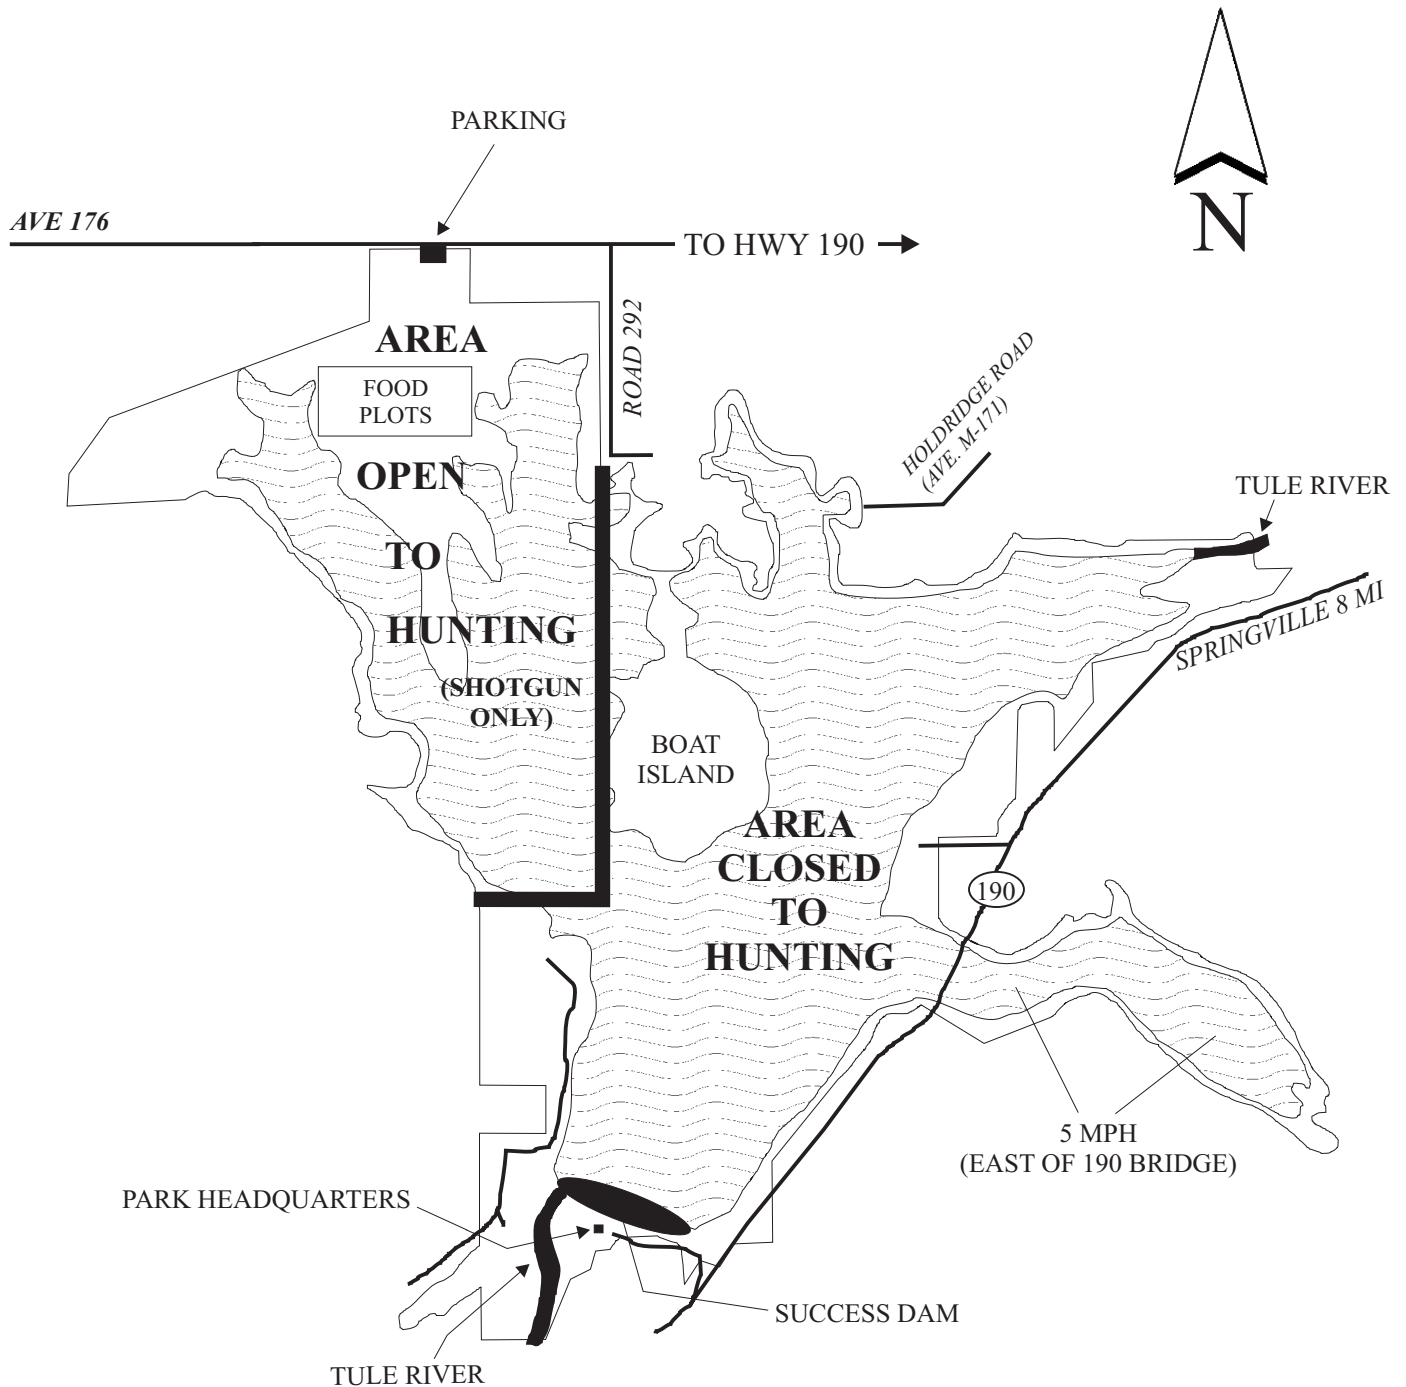 PARKING
AVE 176
TO HWY 190
N
ROAD 292
AREA
FOOD
PLOTS
OPEN
TO
HUNTING
(SHOTGUN
ONLY)
HOLDRIDGE ROAD
(AVE. M-171)
TULE RIVER
SPRINGVILLE 8 MI
BOAT
ISLAND
AREA
CLOSED
TO
HUNTING
190
5 MPH
(EAST OF 190 BRIDGE)
PARK HEADQUARTERS
SUCCESS DAM
TULE RIVER